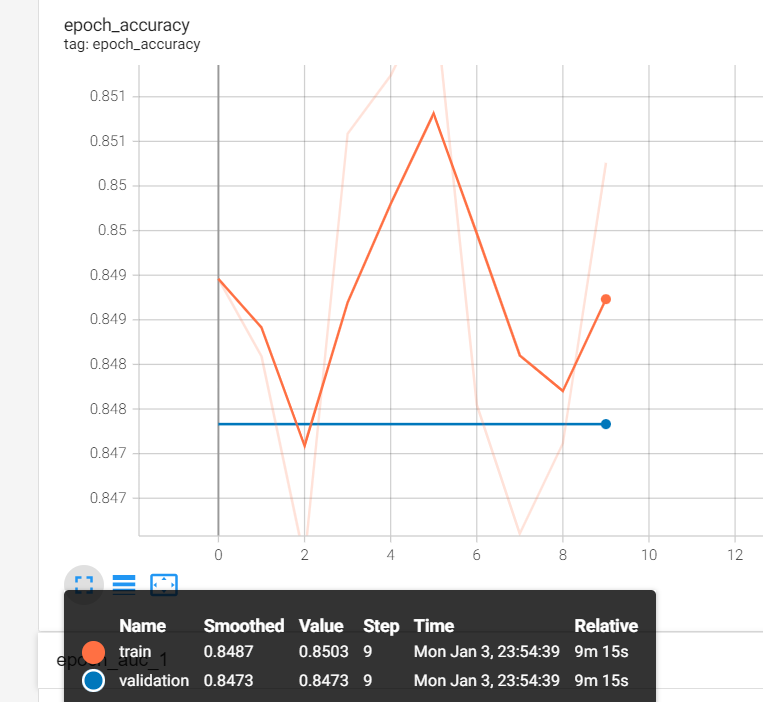 epoch_accuracy
tag: epoch_accuracy
0.851
0.851
0.85
0.85
0.849
0.849
0.848
0.848
0.847
0.847
0 2 4 6 8 10 12
Name Smoothed Value Step Time Relative
train 0.8487 0.8503 9 Mon Jan 3, 23:54:39 9m 15s
epoch_auc_1
validation 0.8473 0.8473 9 Mon Jan 3, 23:54:39 9m 15s